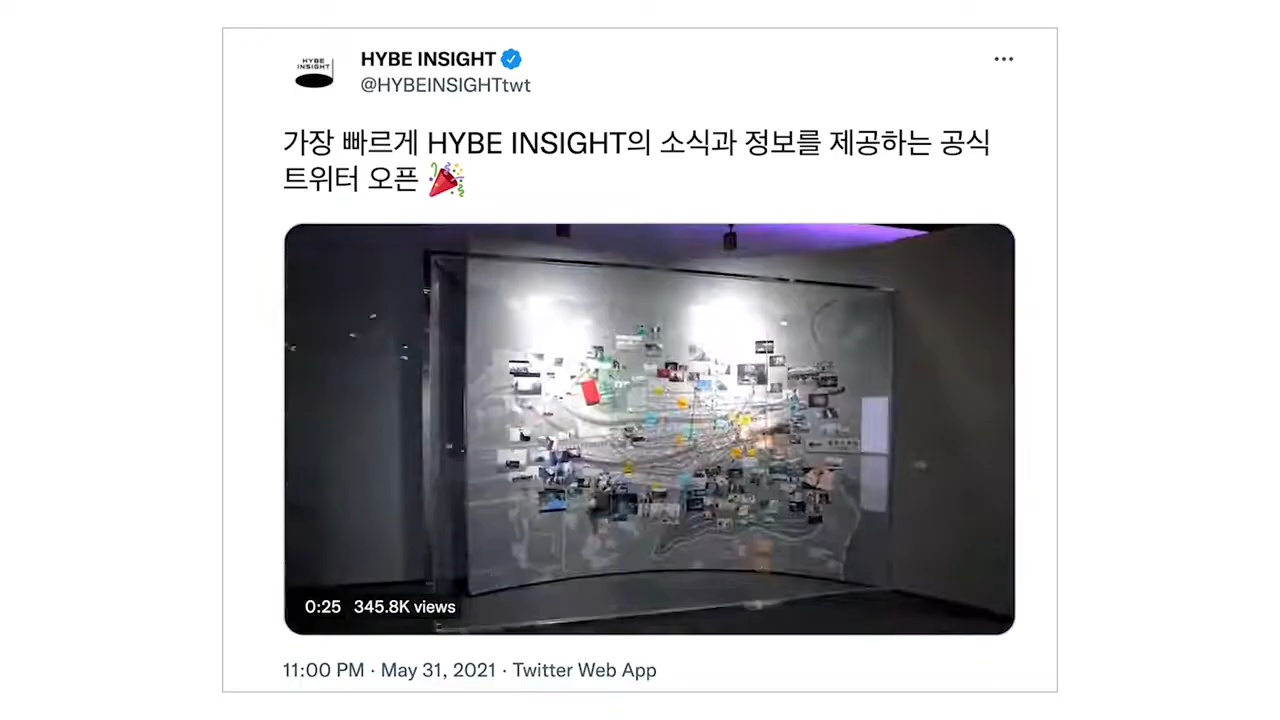 HYBE
INSIGHT
HYBE INSIGHT
@HYBEINSIGHTtwt
가장 빠르게 HYBE INSIGHT의 소식과 정보를 제공하는 공식
트위터 오픈 🎉
0:25 345.8K views
11:00 PM · May 31, 2021 · Twitter Web App